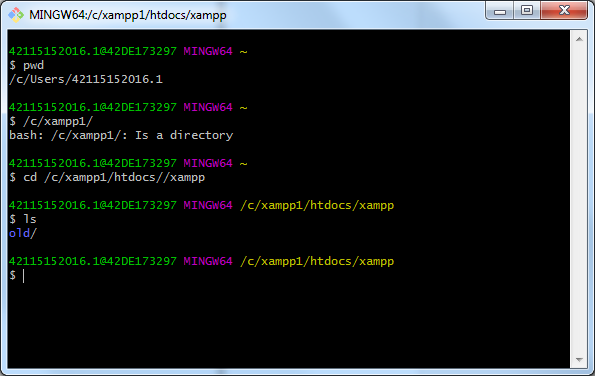 MINGW64:/c/xampp1/htdocs/xampp
42115152016.1@42DE173297 MINGW64 ~
$ pwd
/c/Users/42115152016.1
42115152016.1@42DE173297 MINGW64 ~
$ /c/xampp1/
bash: /c/xampp1/: Is a directory
42115152016.1@42DE173297 MINGW64 ~
$ cd /c/xampp1/htdocs//xampp
42115152016.1@42DE173297 MINGW64 /c/xampp1/htdocs/xampp
$ ls
old/
42115152016.1@42DE173297 MINGW64 /c/xampp1/htdocs/xampp
$